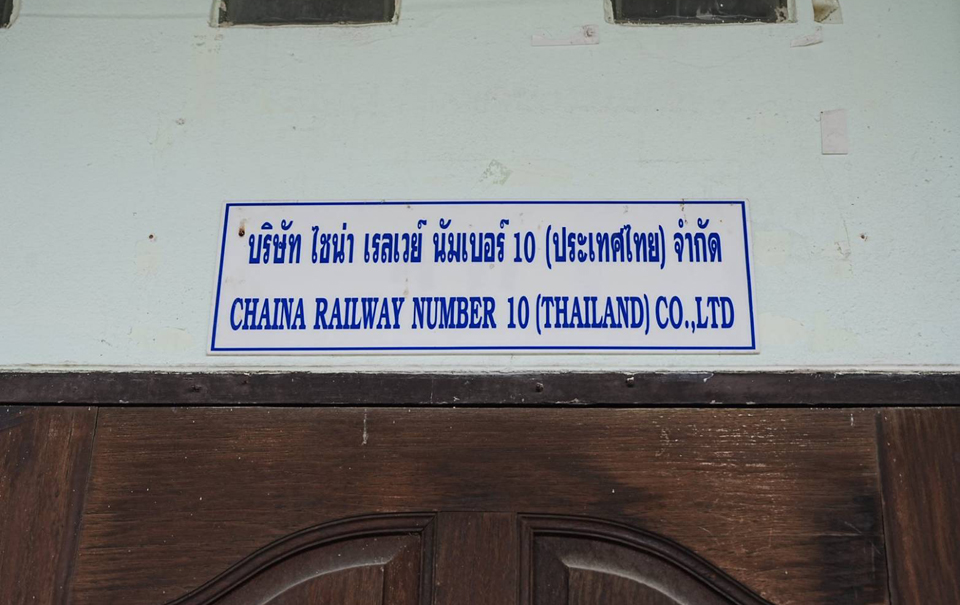 บริษัท ไชน่า เรลเวย์ นัมเบอร์ 10 (ประเทศไทย) จำกัด
CHAINA RAILWAY NUMBER 10 (THAILAND) CO.,LTD